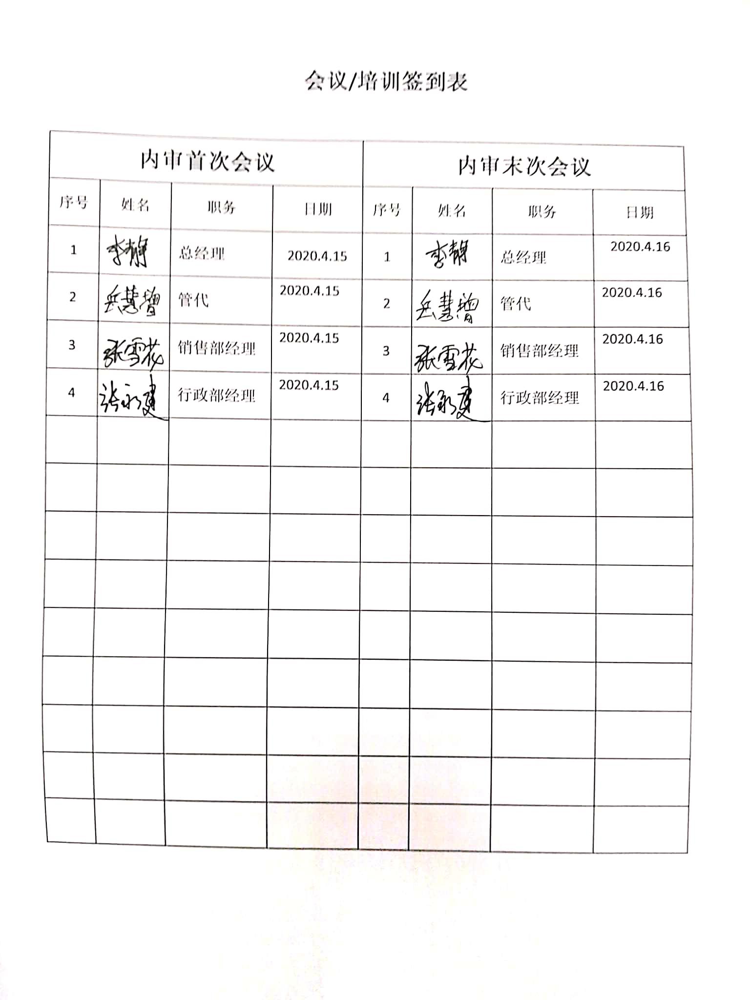 会议/培训签到表
内审首次会议 内审末次会议
序号 姓名 职务 日期 序号 姓名 职务 日期
1 李静 总经理 2020.4.15 1 李静 总经理 2020.4.16
2 岳慧增 管代 2020.4.15 2 岳慧增 管代 2020.4.16
3 张雪花 销售部经理 2020.4.15 3 张雪花 销售部经理 2020.4.16
4 张永建 行政部经理 2020.4.15 4 张永建 行政部经理 2020.4.16